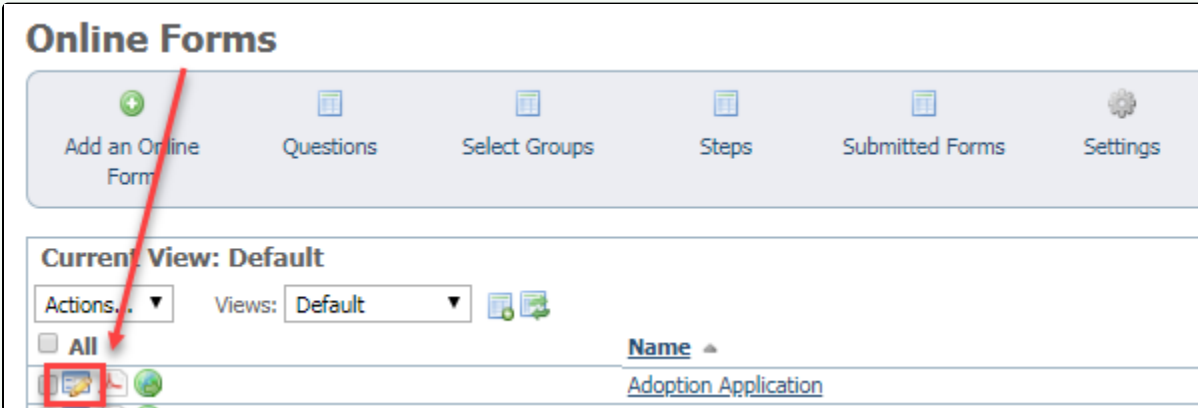 Online Forms
Add an Online
Form
Questions
Select Groups
Steps
Submitted Forms
Settings
Current View: Default
Actions... Views: Default
All Name
Adoption Application